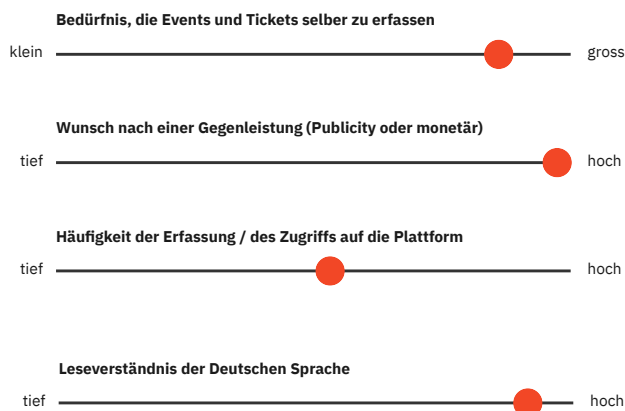 Bedürfnis, die Events und Tickets selber zu erfassen
klein gross
Wunsch nach einer Gegenleistung (Publicity oder monetär)
tief hoch
Häufigkeit der Erfassung / des Zugriffs auf die Plattform
tief hoch
Leseverständnis der Deutschen Sprache
tief hoch